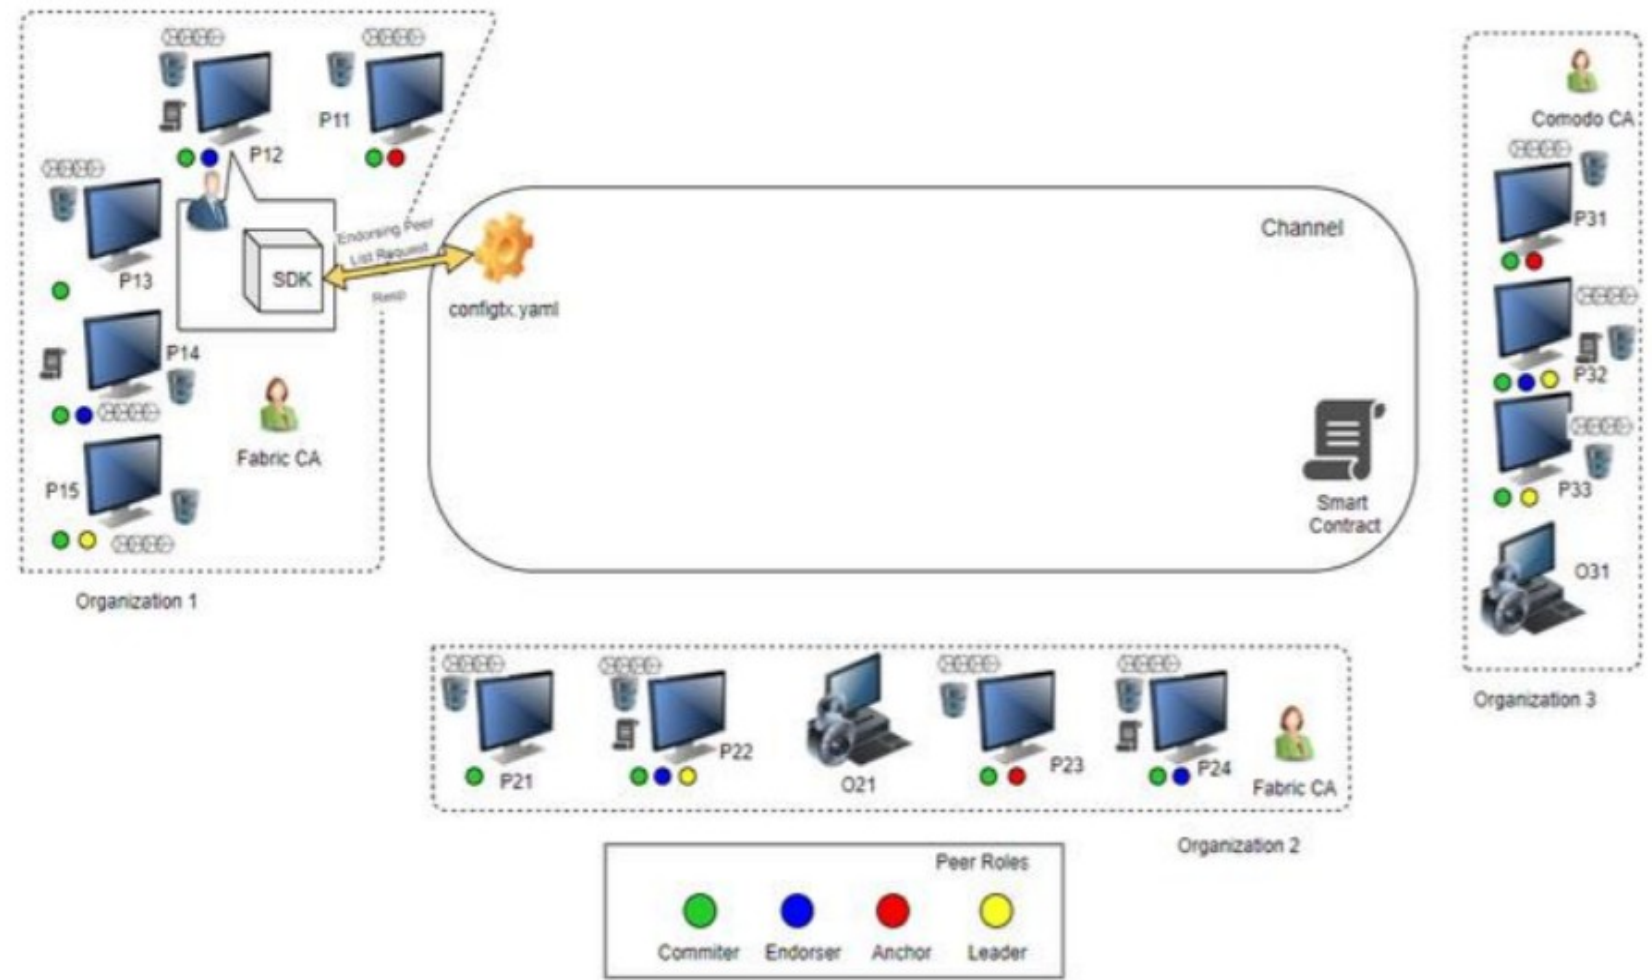 P12
P11
P13
SDK
Endorsing Peer
List Request
Resp
configtx.yaml
Channel
P14
Fabric CA
P15
Organization 1
Smart
Contract
Comodo CA
P31
P32
P33
O31
Organization 3
P21
P22
O21
P23
P24
Fabric CA
Organization 2
Peer Roles
Commiter
Endorser
Anchor
Leader